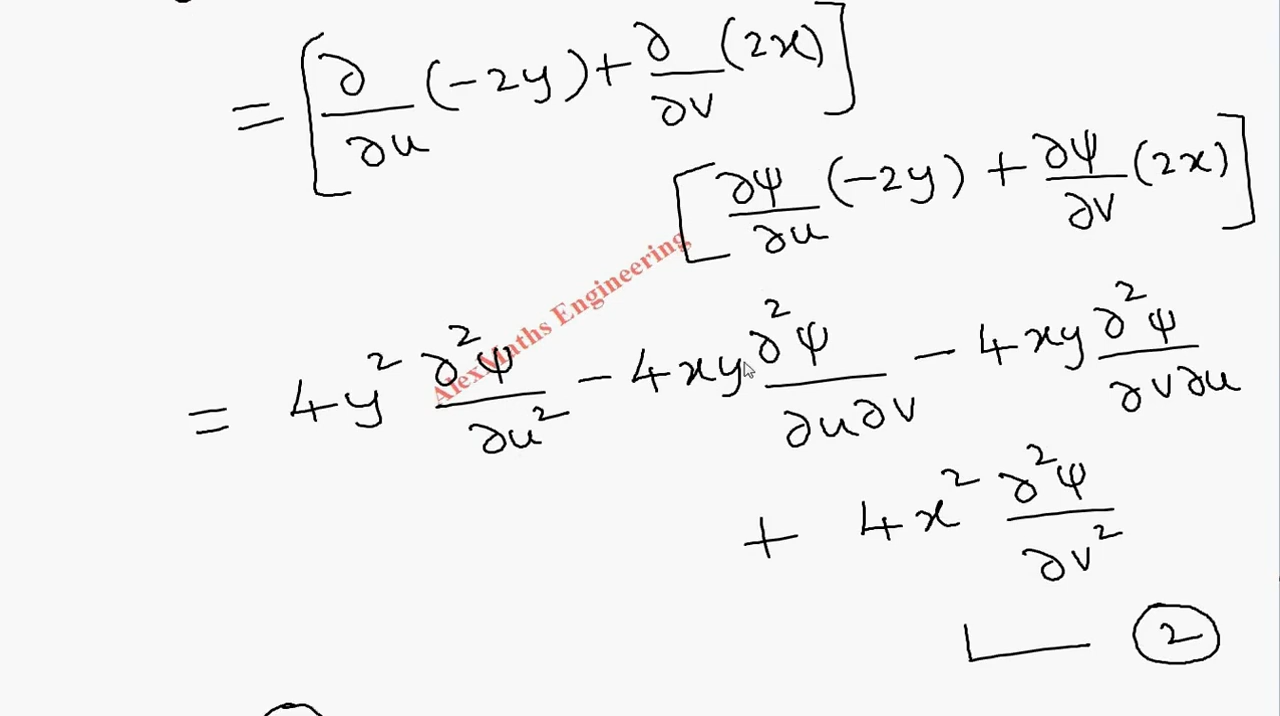 = [∂/∂u (-2y) + ∂/∂v (2x)]
[∂ψ/∂u (-2y) + ∂ψ/∂v (2x)]
= 4y² ∂²ψ/∂u² - 4xy ∂²ψ/∂u∂v - 4xy ∂²ψ/∂v∂u
+ 4x² ∂²ψ/∂v²
2
AlexMaths Engineering